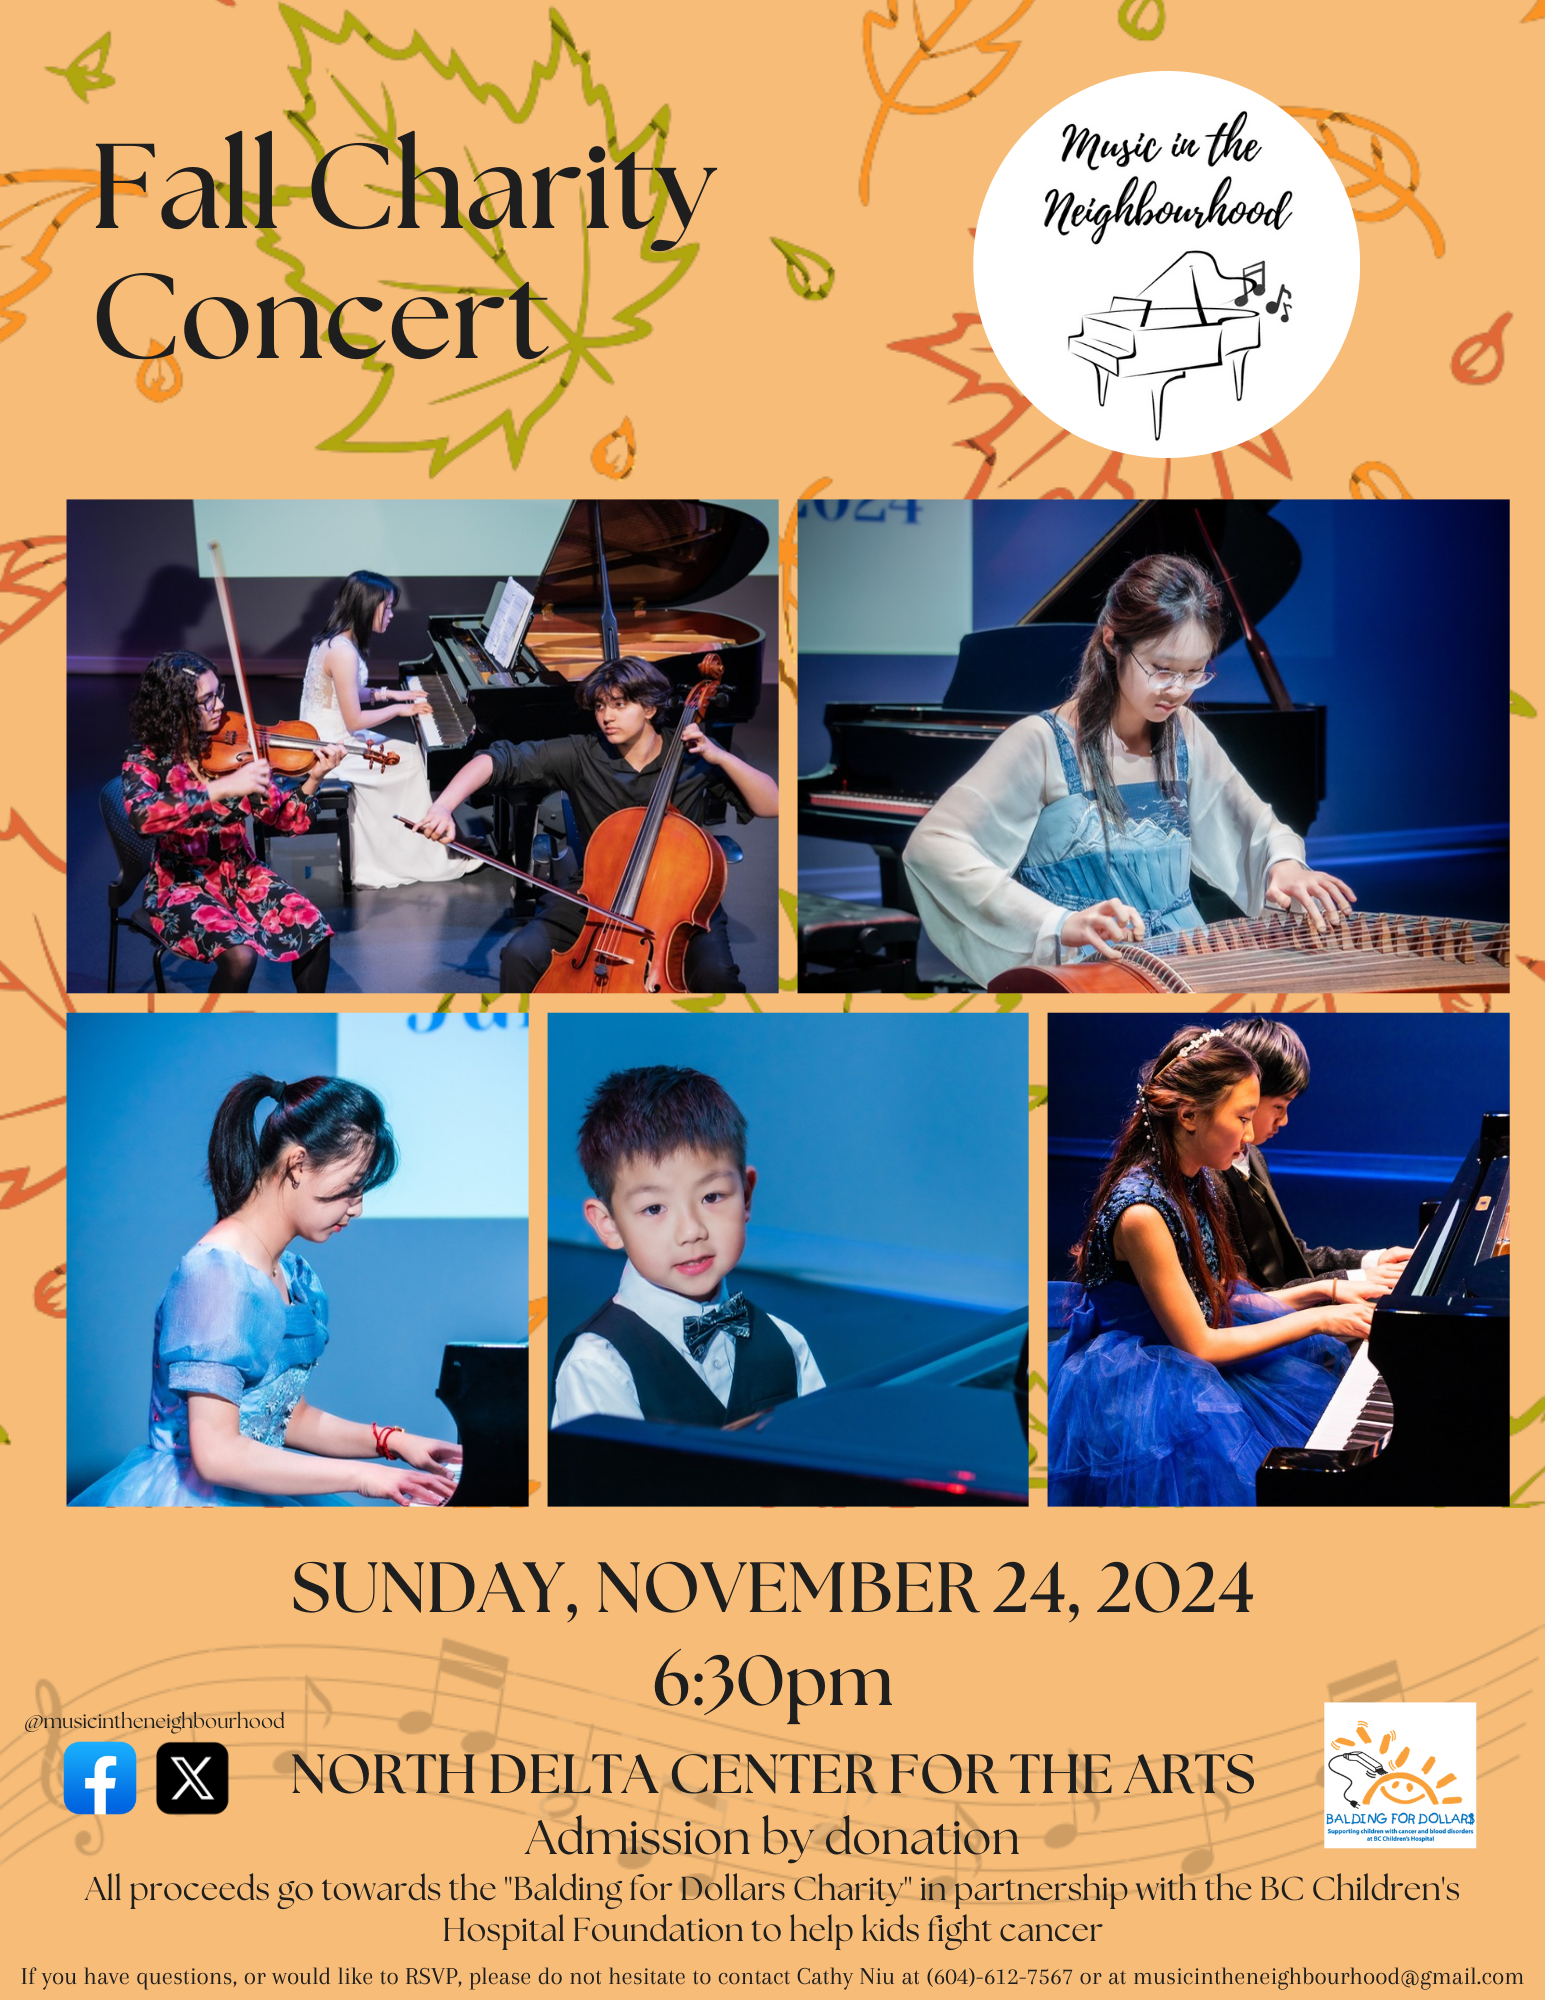 Fall Charity
Concert
Music in the
Neighbourhood
2024
SUNDAY, NOVEMBER 24, 2024
6:30pm
@musicintheneighbourhood
NORTH DELTA CENTER FOR THE ARTS
Admission by donation
BALDING FOR DOLLAR$
Supporting children with cancer and blood disorders
at BC Children's Hospital
All proceeds go towards the "Balding for Dollars Charity" in partnership with the BC Children's
Hospital Foundation to help kids fight cancer
If you have questions, or would like to RSVP, please do not hesitate to contact Cathy Niu at (604)-612-7567 or at musicintheneighbourhood@gmail.com